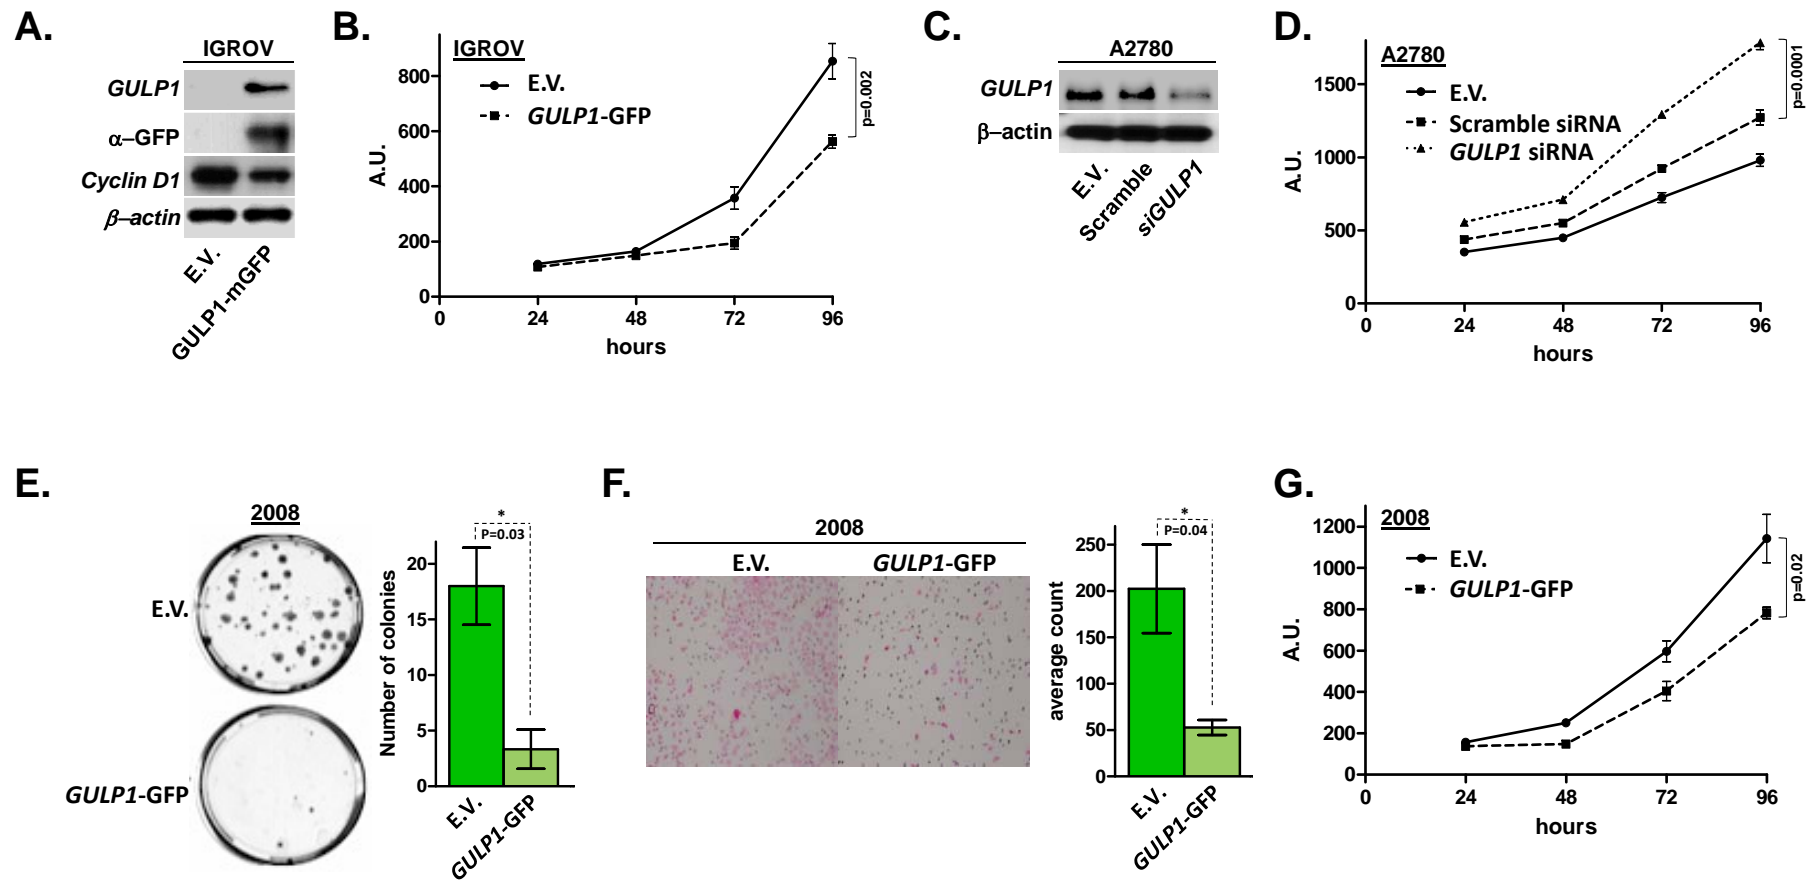 A.
IGROV
GULP1
α–GFP
Cyclin D1
β–actin
E.V.
GULP1-mGFP
B.
IGROV
E.V.
GULP1-GFP
A.U.
800
600
400
200
0
0 24 48 72 96
hours
p=0.002
C.
A2780
GULP1
β–actin
E.V.
Scramble
siGULP1
D.
A2780
E.V.
Scramble siRNA
GULP1 siRNA
A.U.
1500
1000
500
0
0 24 48 72 96
hours
p=0.0001
E.
2008
E.V.
GULP1-GFP
Number of colonies
20
15
10
5
0
*
P=0.03
E.V.
GULP1-GFP
F.
2008
E.V. GULP1-GFP
average count
250
200
150
100
50
0
*
P=0.04
E.V.
GULP1-GFP
G.
2008
E.V.
GULP1-GFP
A.U.
1200
1000
800
600
400
200
0
0 24 48 72 96
hours
p=0.02